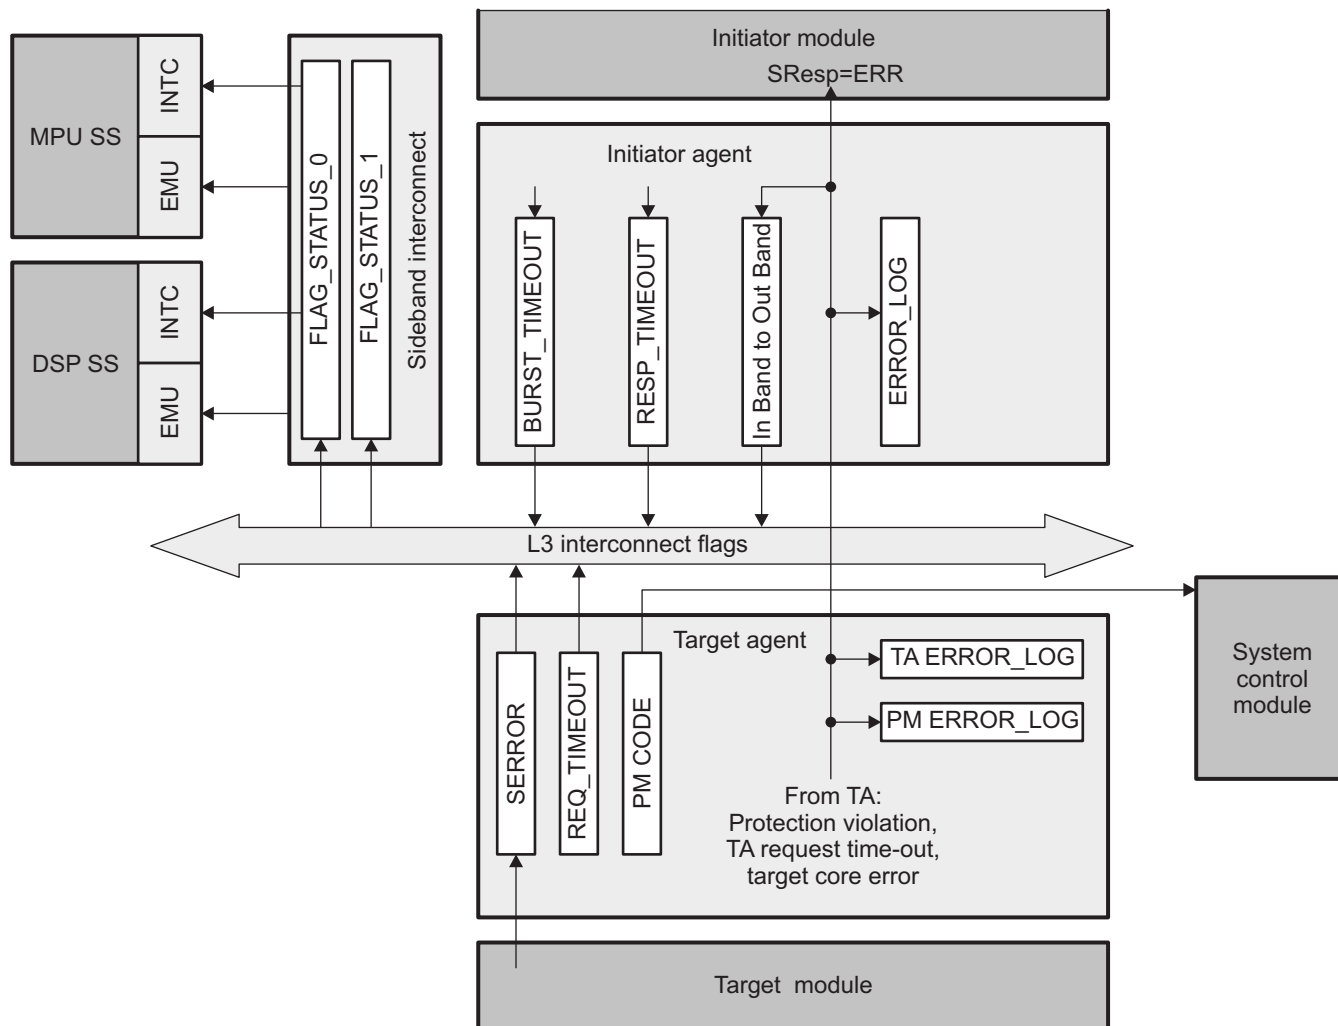 Initiator module
SResp=ERR
MPU SS
INTC
EMU
DSP SS
INTC
EMU
FLAG_STATUS_0
FLAG_STATUS_1
Sideband interconnect
Initiator agent
BURST_TIMEOUT
RESP_TIMEOUT
In Band to Out Band
ERROR_LOG
L3 interconnect flags
Target agent
SERROR
REQ_TIMEOUT
PM CODE
TA ERROR_LOG
PM ERROR_LOG
From TA:
Protection violation,
TA request time-out,
target core error
System
control
module
Target module